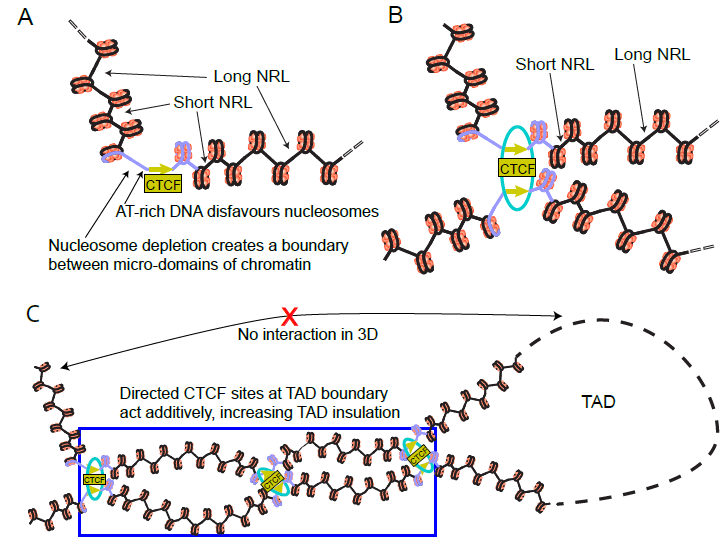 A
Long NRL
Short NRL
CTCF
AT-rich DNA disfavours nucleosomes
Nucleosome depletion creates a boundary
between micro-domains of chromatin
B
Short NRL
Long NRL
CTCF
C
No interaction in 3D
Directed CTCF sites at TAD boundary
act additively, increasing TAD insulation
TAD
CTCF
CTCF
CTCF